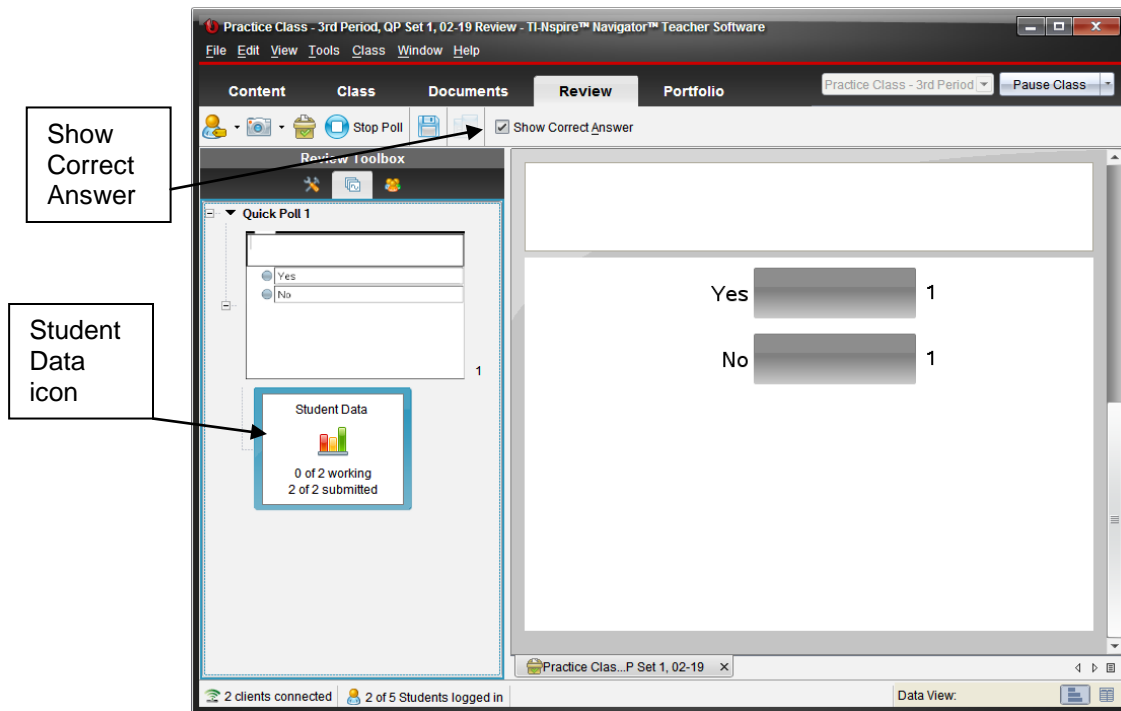 Practice Class - 3rd Period, QP Set 1, 02-19 Review - TI-Nspire™ Navigator™ Teacher Software
File Edit View Tools Class Window Help
Content Class Documents Review Portfolio Practice Class - 3rd Period Pause Class
Stop Poll Show Correct Answer
Show
Correct
Answer
Review Toolbox
Quick Poll 1
Yes
No
1
Student
Data
icon
Student Data
0 of 2 working
2 of 2 submitted
Yes 1
No 1
Practice Clas...P Set 1, 02-19
2 clients connected 2 of 5 Students logged in Data View: